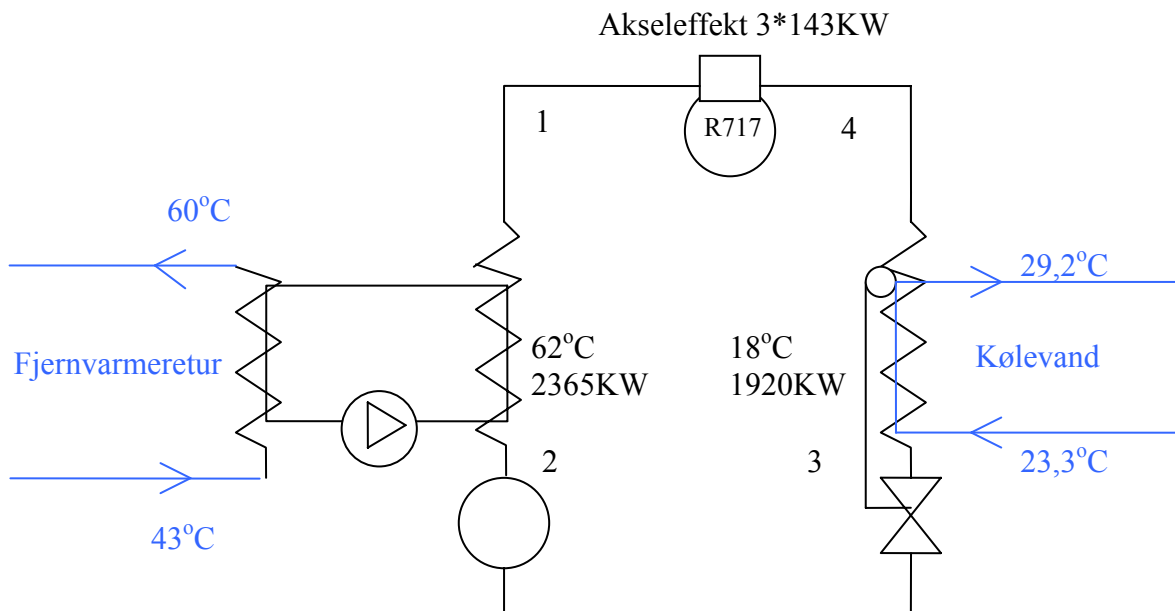 Akseleffekt 3*143KW
R717
1
4
60°C
29,2°C
Fjernvarmeretur
62°C
2365KW
18°C
1920KW
Kølevand
2
3
23,3°C
43°C